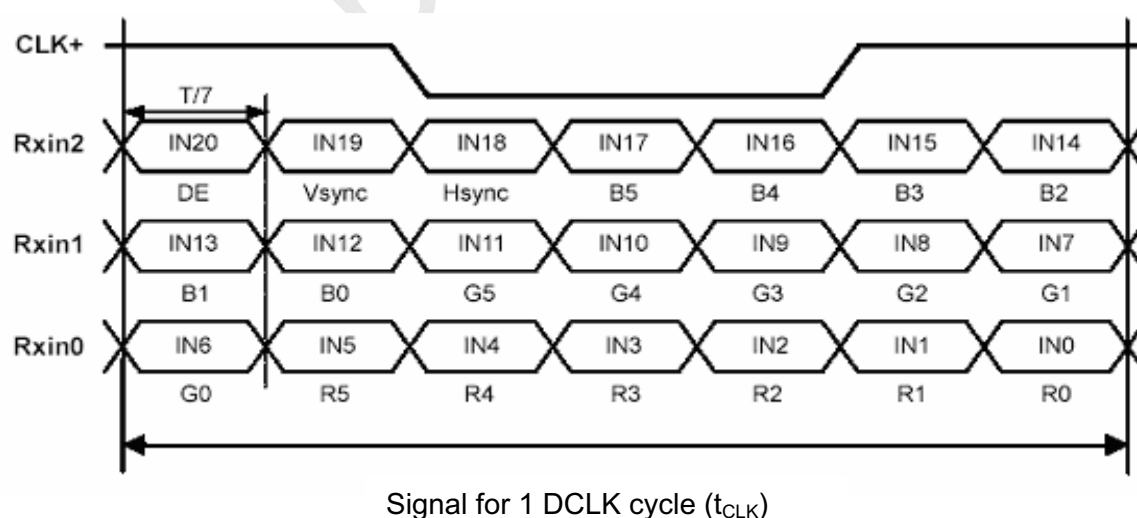 CLK+
T/7
Rxin2 IN20 IN19 IN18 IN17 IN16 IN15 IN14
DE Vsync Hsync B5 B4 B3 B2
Rxin1 IN13 IN12 IN11 IN10 IN9 IN8 IN7
B1 B0 G5 G4 G3 G2 G1
Rxin0 IN6 IN5 IN4 IN3 IN2 IN1 IN0
G0 R5 R4 R3 R2 R1 R0
Signal for 1 DCLK cycle (tCLK)